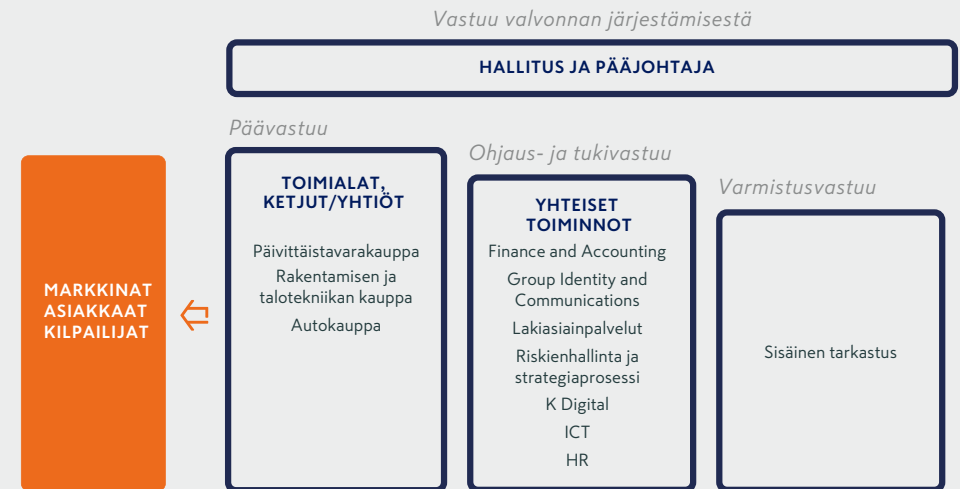 Vastuu valvonnan järjestämisestä
HALLITUS JA PÄÄJOHTAJA
MARKKINAT
ASIAKKAAT
KILPAILIJAT
Päävastuu
TOIMIALAT,
KETJUT/YHTIÖT
Päivittäistavarakauppa
Rakentamisen ja
talotekniikan kauppa
Autokauppa
Ohjaus- ja tukivastuu
YHTEISET
TOIMINNOT
Finance and Accounting
Group Identity and
Communications
Lakiasiainpalvelut
Riskienhallinta ja
strategiaprosessi
K Digital
ICT
HR
Varmistusvastuu
Sisäinen tarkastus